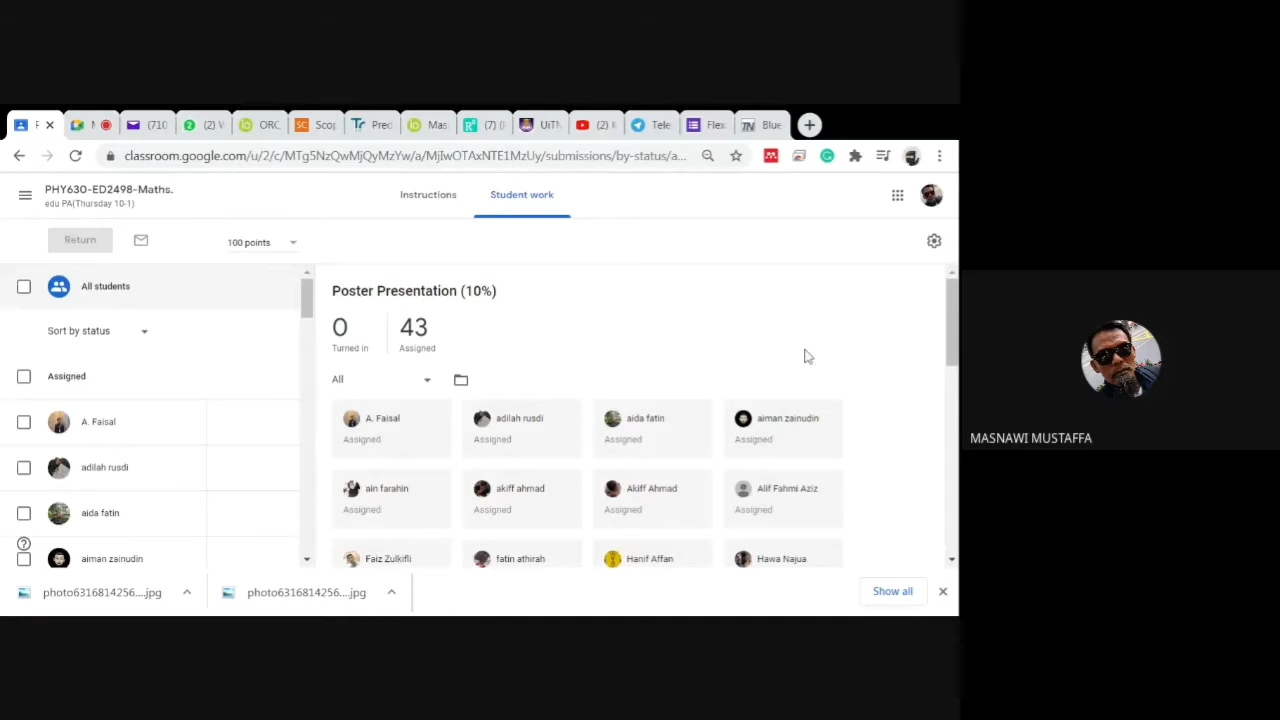 F
(710
(2) V
ORC
Scop
Pred
Mas
(7) (
UiTN
(2) K
Tele
Flex
Blue
classroom.google.com/u/2/c/MTg5NzQwMjQyMzYw/a/MjIwOTAxNTE1MzUy/submissions/by-status/a...
PHY630-ED2498-Maths.
edu PA(Thursday 10-1)
Instructions
Student work
Return
100 points
All students
Sort by status
Assigned
A. Faisal
adilah rusdi
aida fatin
aiman zainudin
Poster Presentation (10%)
0 43
Turned in Assigned
All
A. Faisal adilah rusdi aida fatin aiman zainudin
Assigned Assigned Assigned Assigned
ain farahin akiff ahmad Akiff Ahmad Alif Fahmi Aziz
Assigned Assigned Assigned Assigned
Faiz Zulkifli fatin athirah Hanif Affan Hawa Najua
photo6316814256....jpg photo6316814256....jpg
Show all
MASNAWI MUSTAFFA